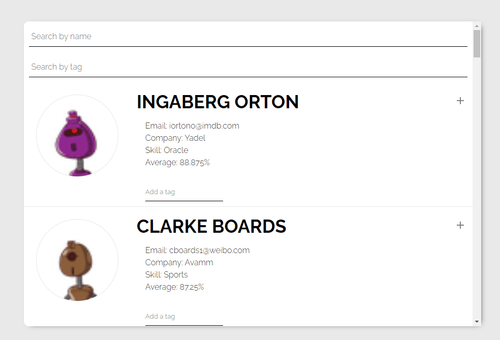 Search by name
Search by tag
INGABERG ORTON
+
Email: iortono@imdb.com
Company: Yadel
Skill: Oracle
Average: 88.875%
Add a tag
CLARKE BOARDS
+
Email: cboards1@weibo.com
Company: Avamm
Skill: Sports
Average: 87.25%
Add a tag